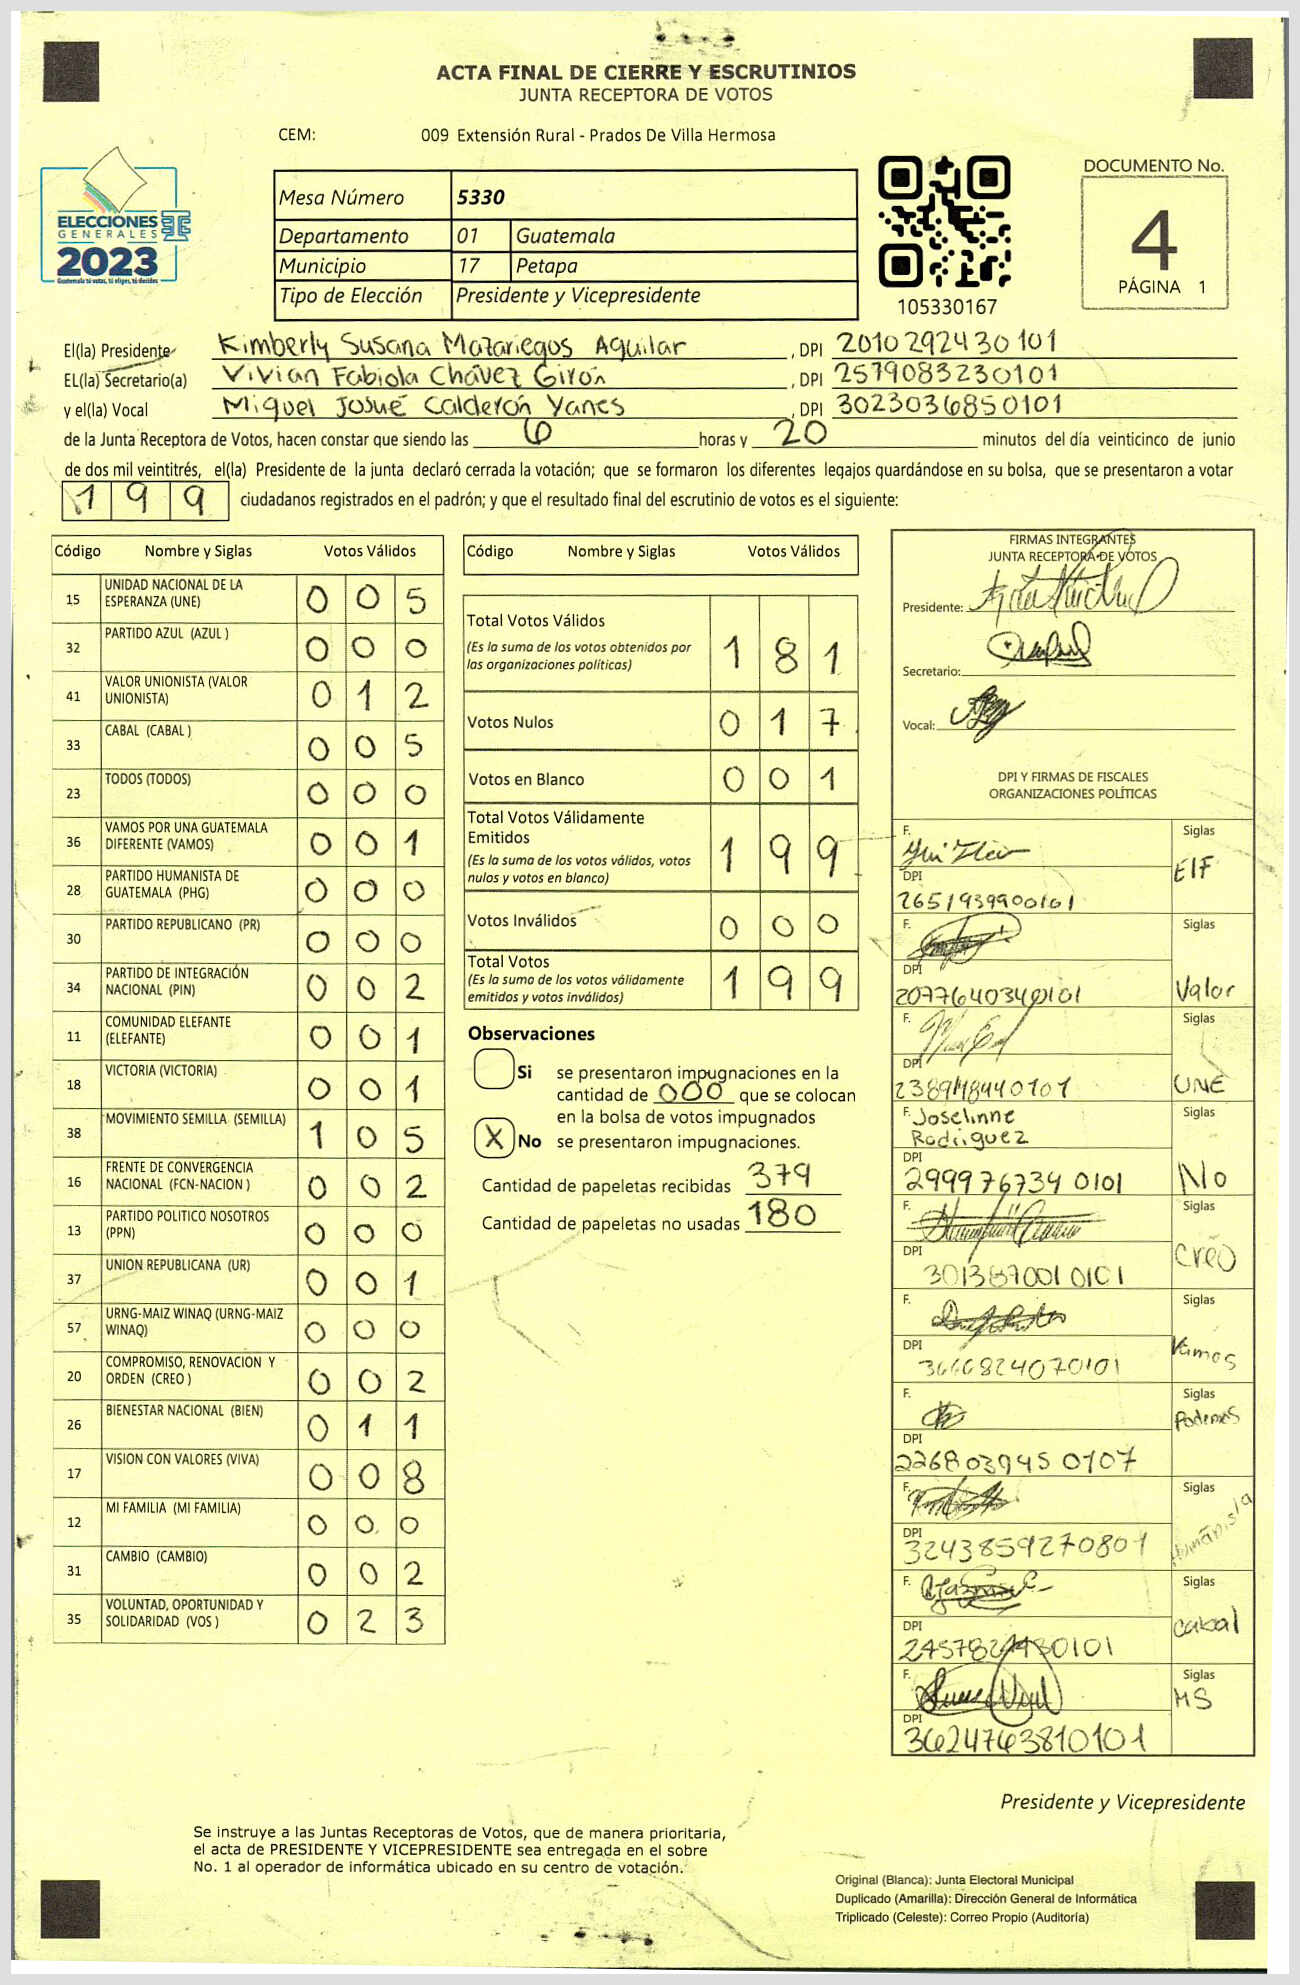 ACTA FINAL DE CIERRE Y ESCRUTINIOS
JUNTA RECEPTORA DE VOTOS
CEM: 009 Extensión Rural - Prados De Villa Hermosa
ELECCIONES
GENERALES
2023
Guatemala tú votas, tú eliges, tú decides
Mesa Número 5330
Departamento 01 Guatemala
Municipio 17 Petapa
Tipo de Elección Presidente y Vicepresidente
105330167
DOCUMENTO No.
4
PÁGINA 1
El(la) Presidente Kimberly Susana Mazariegos Aguilar, DPI 2010292430101
EL(la) Secretario(a) Vivian Fabiola Chávez Girón, DPI 2579083230101
y el(la) Vocal Miguel Josué Calderón Yanes, DPI 3023036850101
de la Junta Receptora de Votos, hacen constar que siendo las 6 horas y 20 minutos del día veinticinco de junio
de dos mil veintitrés, el(la) Presidente de la junta declaró cerrada la votación; que se formaron los diferentes legajos guardándose en su bolsa, que se presentaron a votar
199 ciudadanos registrados en el padrón; y que el resultado final del escrutinio de votos es el siguiente:
Código Nombre y Siglas Votos Válidos
15 UNIDAD NACIONAL DE LA ESPERANZA (UNE) 0 0 5
32 PARTIDO AZUL (AZUL ) 0 0 0
41 VALOR UNIONISTA (VALOR UNIONISTA) 0 1 2
33 CABAL (CABAL ) 0 0 5
23 TODOS (TODOS) 0 0 0
36 VAMOS POR UNA GUATEMALA DIFERENTE (VAMOS) 0 0 1
28 PARTIDO HUMANISTA DE GUATEMALA (PHG) 0 0 0
30 PARTIDO REPUBLICANO (PR) 0 0 0
34 PARTIDO DE INTEGRACIÓN NACIONAL (PIN) 0 0 2
11 COMUNIDAD ELEFANTE (ELEFANTE) 0 0 1
18 VICTORIA (VICTORIA) 0 0 1
38 MOVIMIENTO SEMILLA (SEMILLA) 1 0 5
16 FRENTE DE CONVERGENCIA NACIONAL (FCN-NACION ) 0 0 2
13 PARTIDO POLITICO NOSOTROS (PPN) 0 0 0
37 UNION REPUBLICANA (UR) 0 0 1
57 URNG-MAIZ WINAQ (URNG-MAIZ WINAQ) 0 0 0
20 COMPROMISO, RENOVACION Y ORDEN (CREO ) 0 0 2
26 BIENESTAR NACIONAL (BIEN) 0 1 1
17 VISION CON VALORES (VIVA) 0 0 8
12 MI FAMILIA (MI FAMILIA) 0 0 0
31 CAMBIO (CAMBIO) 0 0 2
35 VOLUNTAD, OPORTUNIDAD Y SOLIDARIDAD (VOS ) 0 2 3
Código Nombre y Siglas Votos Válidos
Total Votos Válidos 1 8 1
(Es la suma de los votos obtenidos por
las organizaciones políticas)
Votos Nulos 0 1 7
Votos en Blanco 0 0 1
Total Votos Válidamente
Emitidos 1 9 9
(Es la suma de los votos válidos, votos
nulos y votos en blanco)
Votos Inválidos 0 0 0
Total Votos 1 9 9
(Es la suma de los votos válidamente
emitidos y votos inválidos)
Observaciones
Si se presentaron impugnaciones en la
cantidad de 000 que se colocan
en la bolsa de votos impugnados
X No se presentaron impugnaciones.
Cantidad de papeletas recibidas 379
Cantidad de papeletas no usadas 180
FIRMAS INTEGRANTES
JUNTA RECEPTORA DE VOTOS
Presidente:
Secretario:
Vocal:
DPI Y FIRMAS DE FISCALES
ORGANIZACIONES POLÍTICAS
F. Siglas
EIF
DPI
2651939900101
F. Siglas
DPI
2077640340101 Valor
F. Siglas
DPI
238948440101 UNE
F. Joselinne Siglas
Rodriguez
DPI
2999767340101 No
F. Siglas
DPI Creo
3013870010101
F. Siglas
DPI Vamos
3666824070101
F. Siglas
Podemos
DPI
2268039450107
F. Siglas
DPI Humanista
3243859270801
F. Siglas
DPI cabal
F. Siglas
MS
DPI
3624763810101
Presidente y Vicepresidente
Se instruye a las Juntas Receptoras de Votos, que de manera prioritaria,
el acta de PRESIDENTE Y VICEPRESIDENTE sea entregada en el sobre
No. 1 al operador de informática ubicado en su centro de votación.
Original (Blanca): Junta Electoral Municipal
Duplicado (Amarilla): Dirección General de Informática
Triplicado (Celeste): Correo Propio (Auditoría)